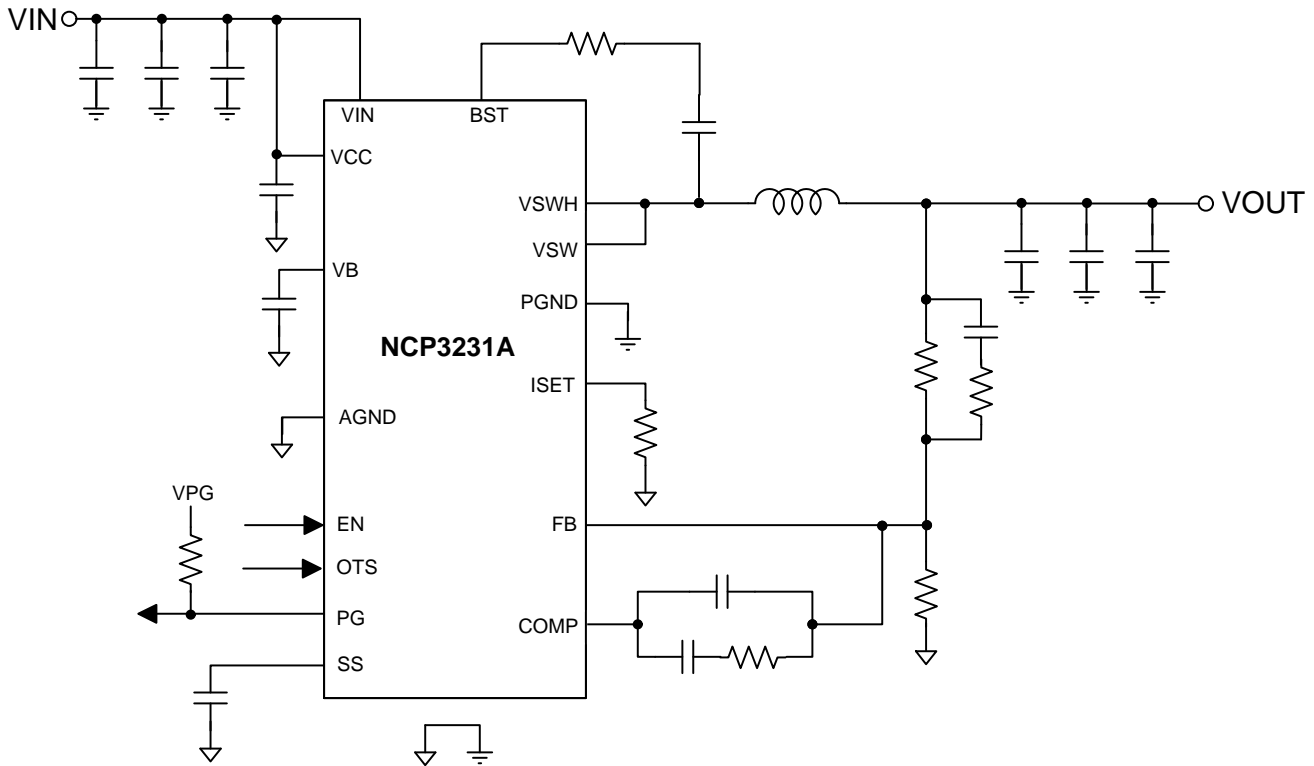 VIN
VIN
BST
VCC
VSWH
VOUT
VSW
VB
PGND
NCP3231A
ISET
AGND
VPG
EN
FB
OTS
PG
COMP
SS